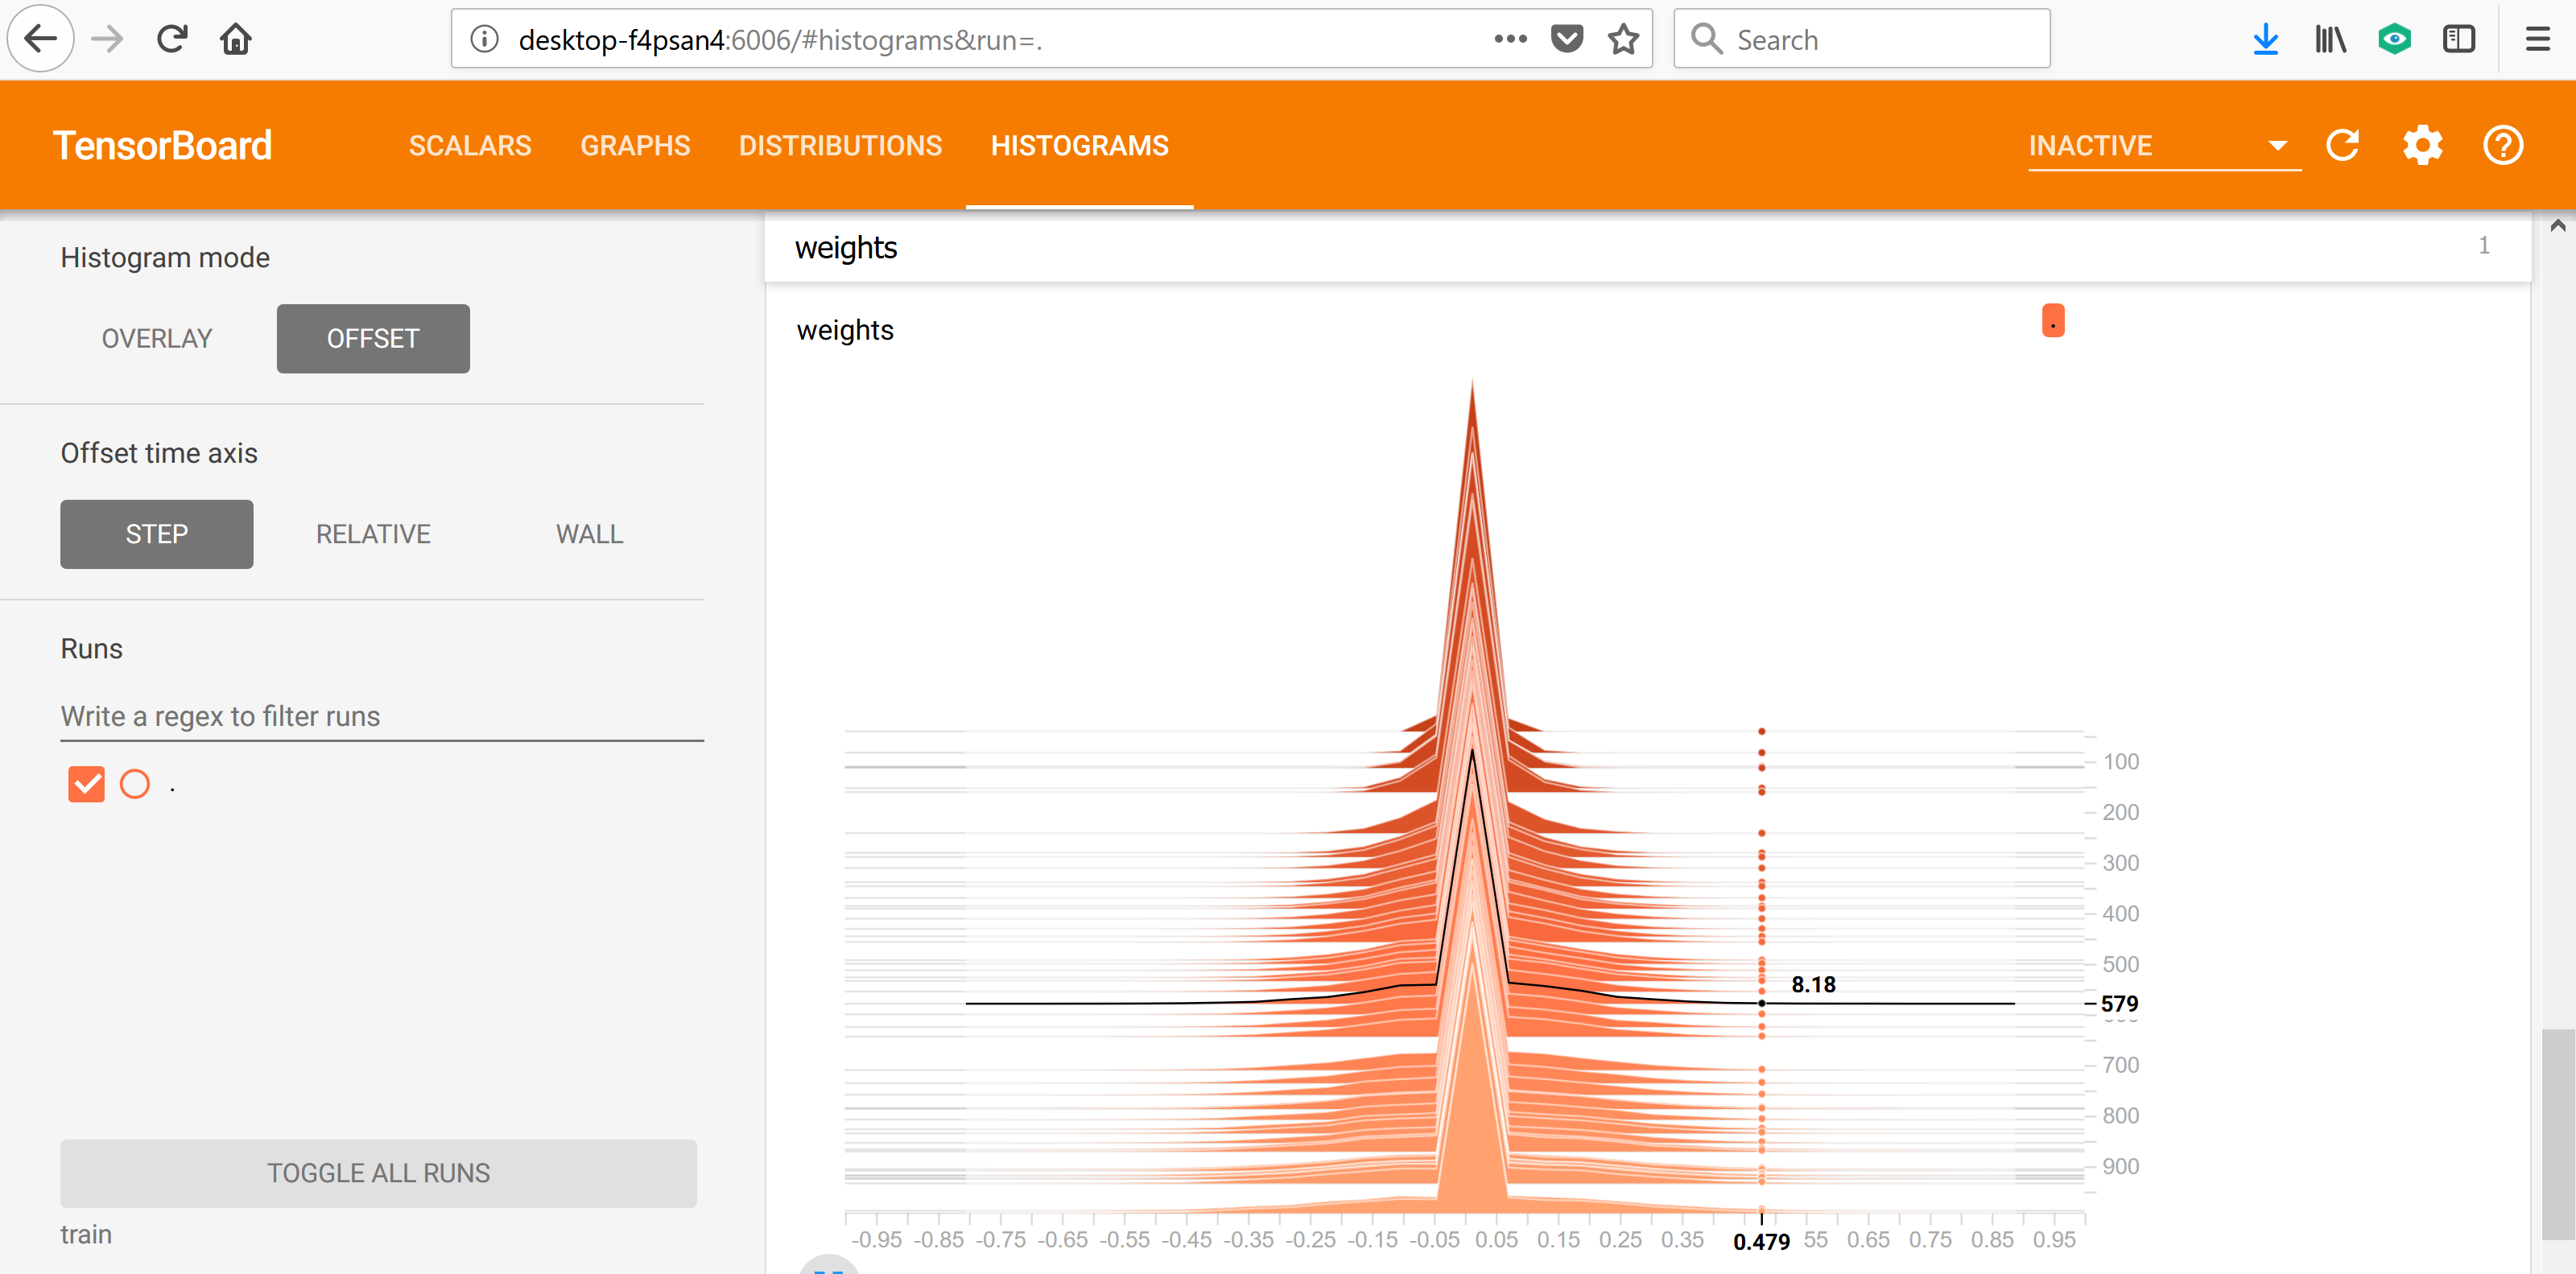 desktop-f4psan4:6006/#histograms&run=.
Search
TensorBoard
SCALARS
GRAPHS
DISTRIBUTIONS
HISTOGRAMS
INACTIVE
Histogram mode
OVERLAY
OFFSET
Offset time axis
STEP
RELATIVE
WALL
Runs
Write a regex to filter runs
.
TOGGLE ALL RUNS
train
weights
1
weights
.
100
200
300
400
500
8.18
579
700
800
900
-0.95 -0.85 -0.75 -0.65 -0.55 -0.45 -0.35 -0.25 -0.15 -0.05 0.05 0.15 0.25 0.35 0.479 55 0.65 0.75 0.85 0.95